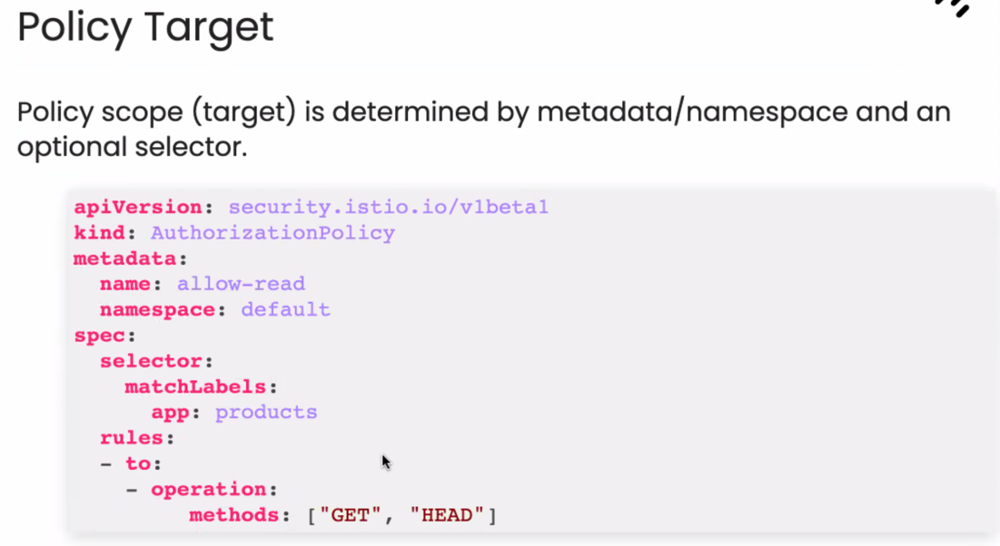 Policy Target
Policy scope (target) is determined by metadata/namespace and an
optional selector.
apiVersion: security.istio.io/v1beta1
kind: AuthorizationPolicy
metadata:
  name: allow-read
  namespace: default
spec:
  selector:
    matchLabels:
      app: products
  rules:
  - to:
    - operation:
         methods: ["GET", "HEAD"]